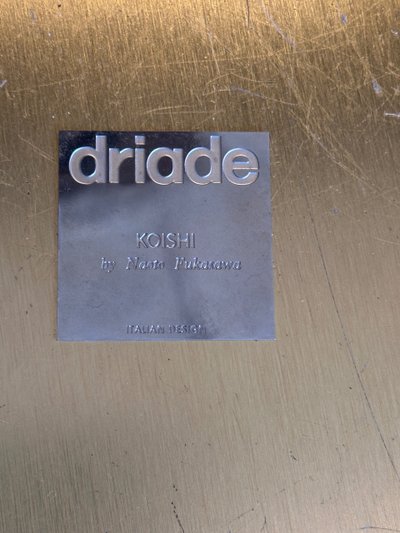 driade
KOISHI
by Naoto Fukasawa
ITALIAN DESIGN